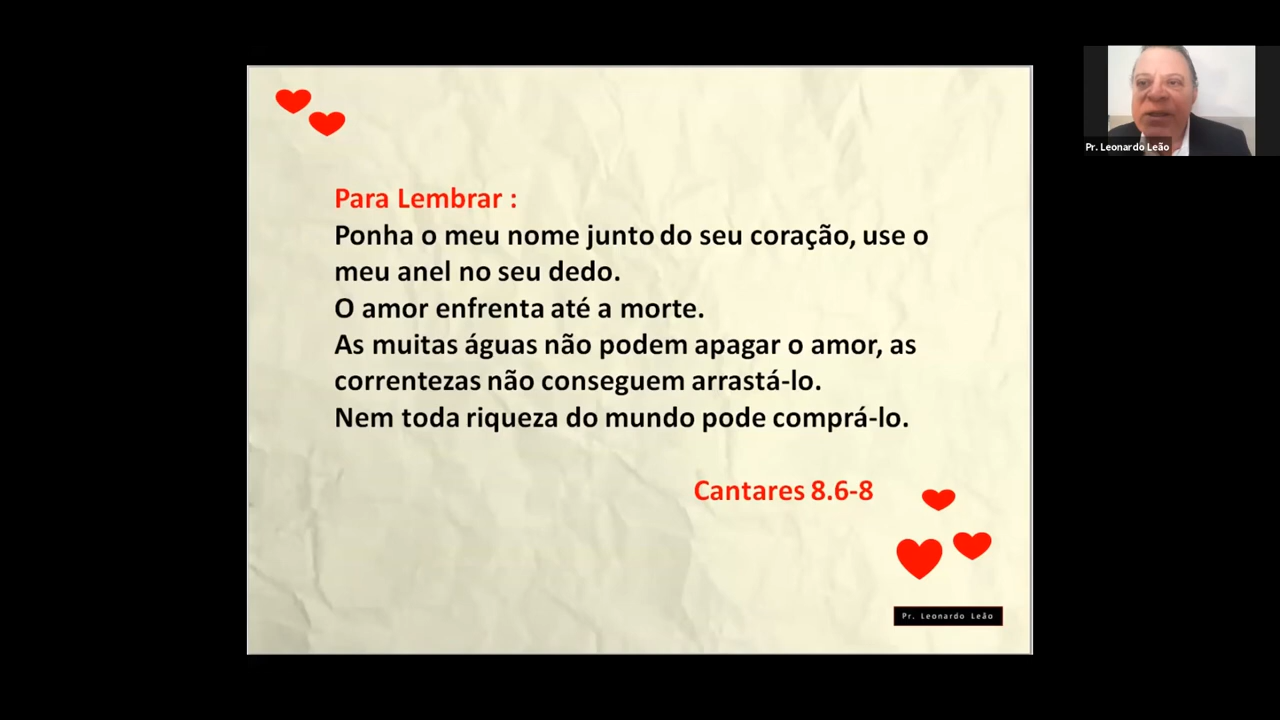 Pr. Leonardo Leão
Para Lembrar :
Ponha o meu nome junto do seu coração, use o
meu anel no seu dedo.
O amor enfrenta até a morte.
As muitas águas não podem apagar o amor, as
correntezas não conseguem arrastá-lo.
Nem toda riqueza do mundo pode comprá-lo.
Cantares 8.6-8
Pr. Leonardo Leão